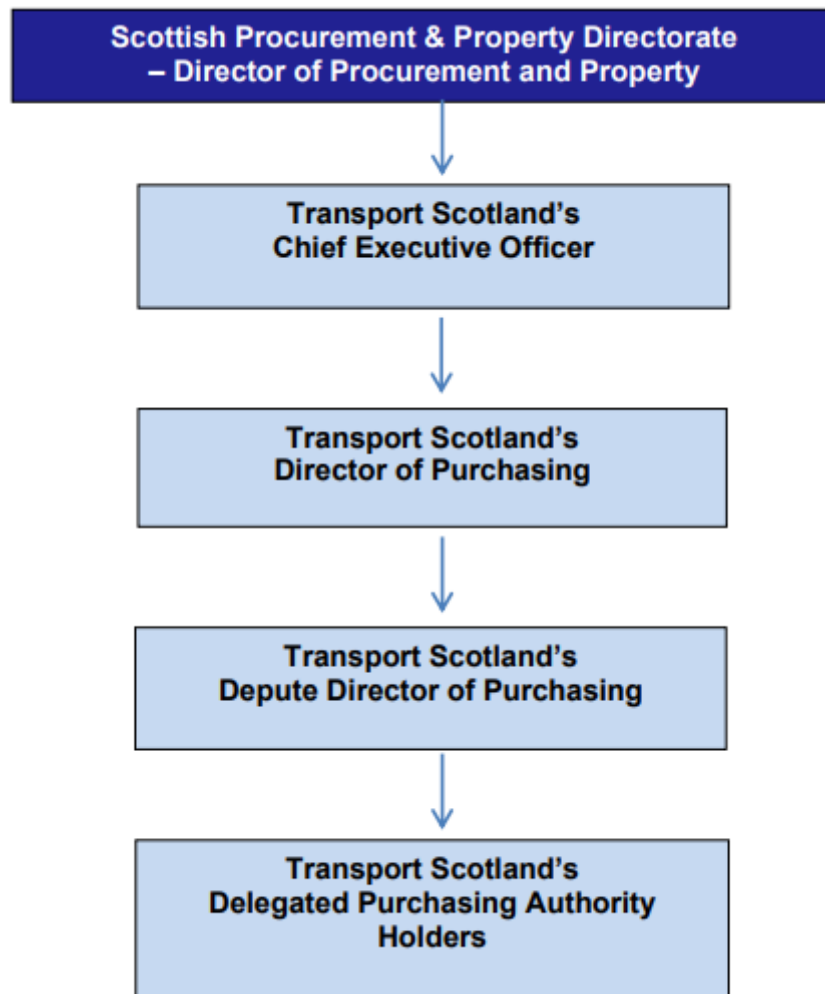 Scottish Procurement & Property Directorate
– Director of Procurement and Property
Transport Scotland’s
Chief Executive Officer
Transport Scotland’s
Director of Purchasing
Transport Scotland’s
Depute Director of Purchasing
Transport Scotland’s
Delegated Purchasing Authority
Holders